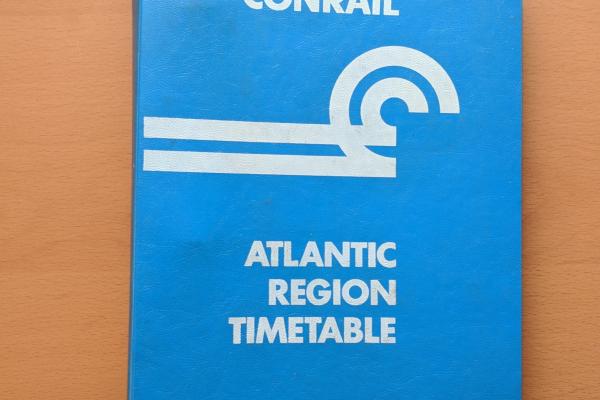 CONRAIL
ATLANTIC
REGION
TIMETABLE